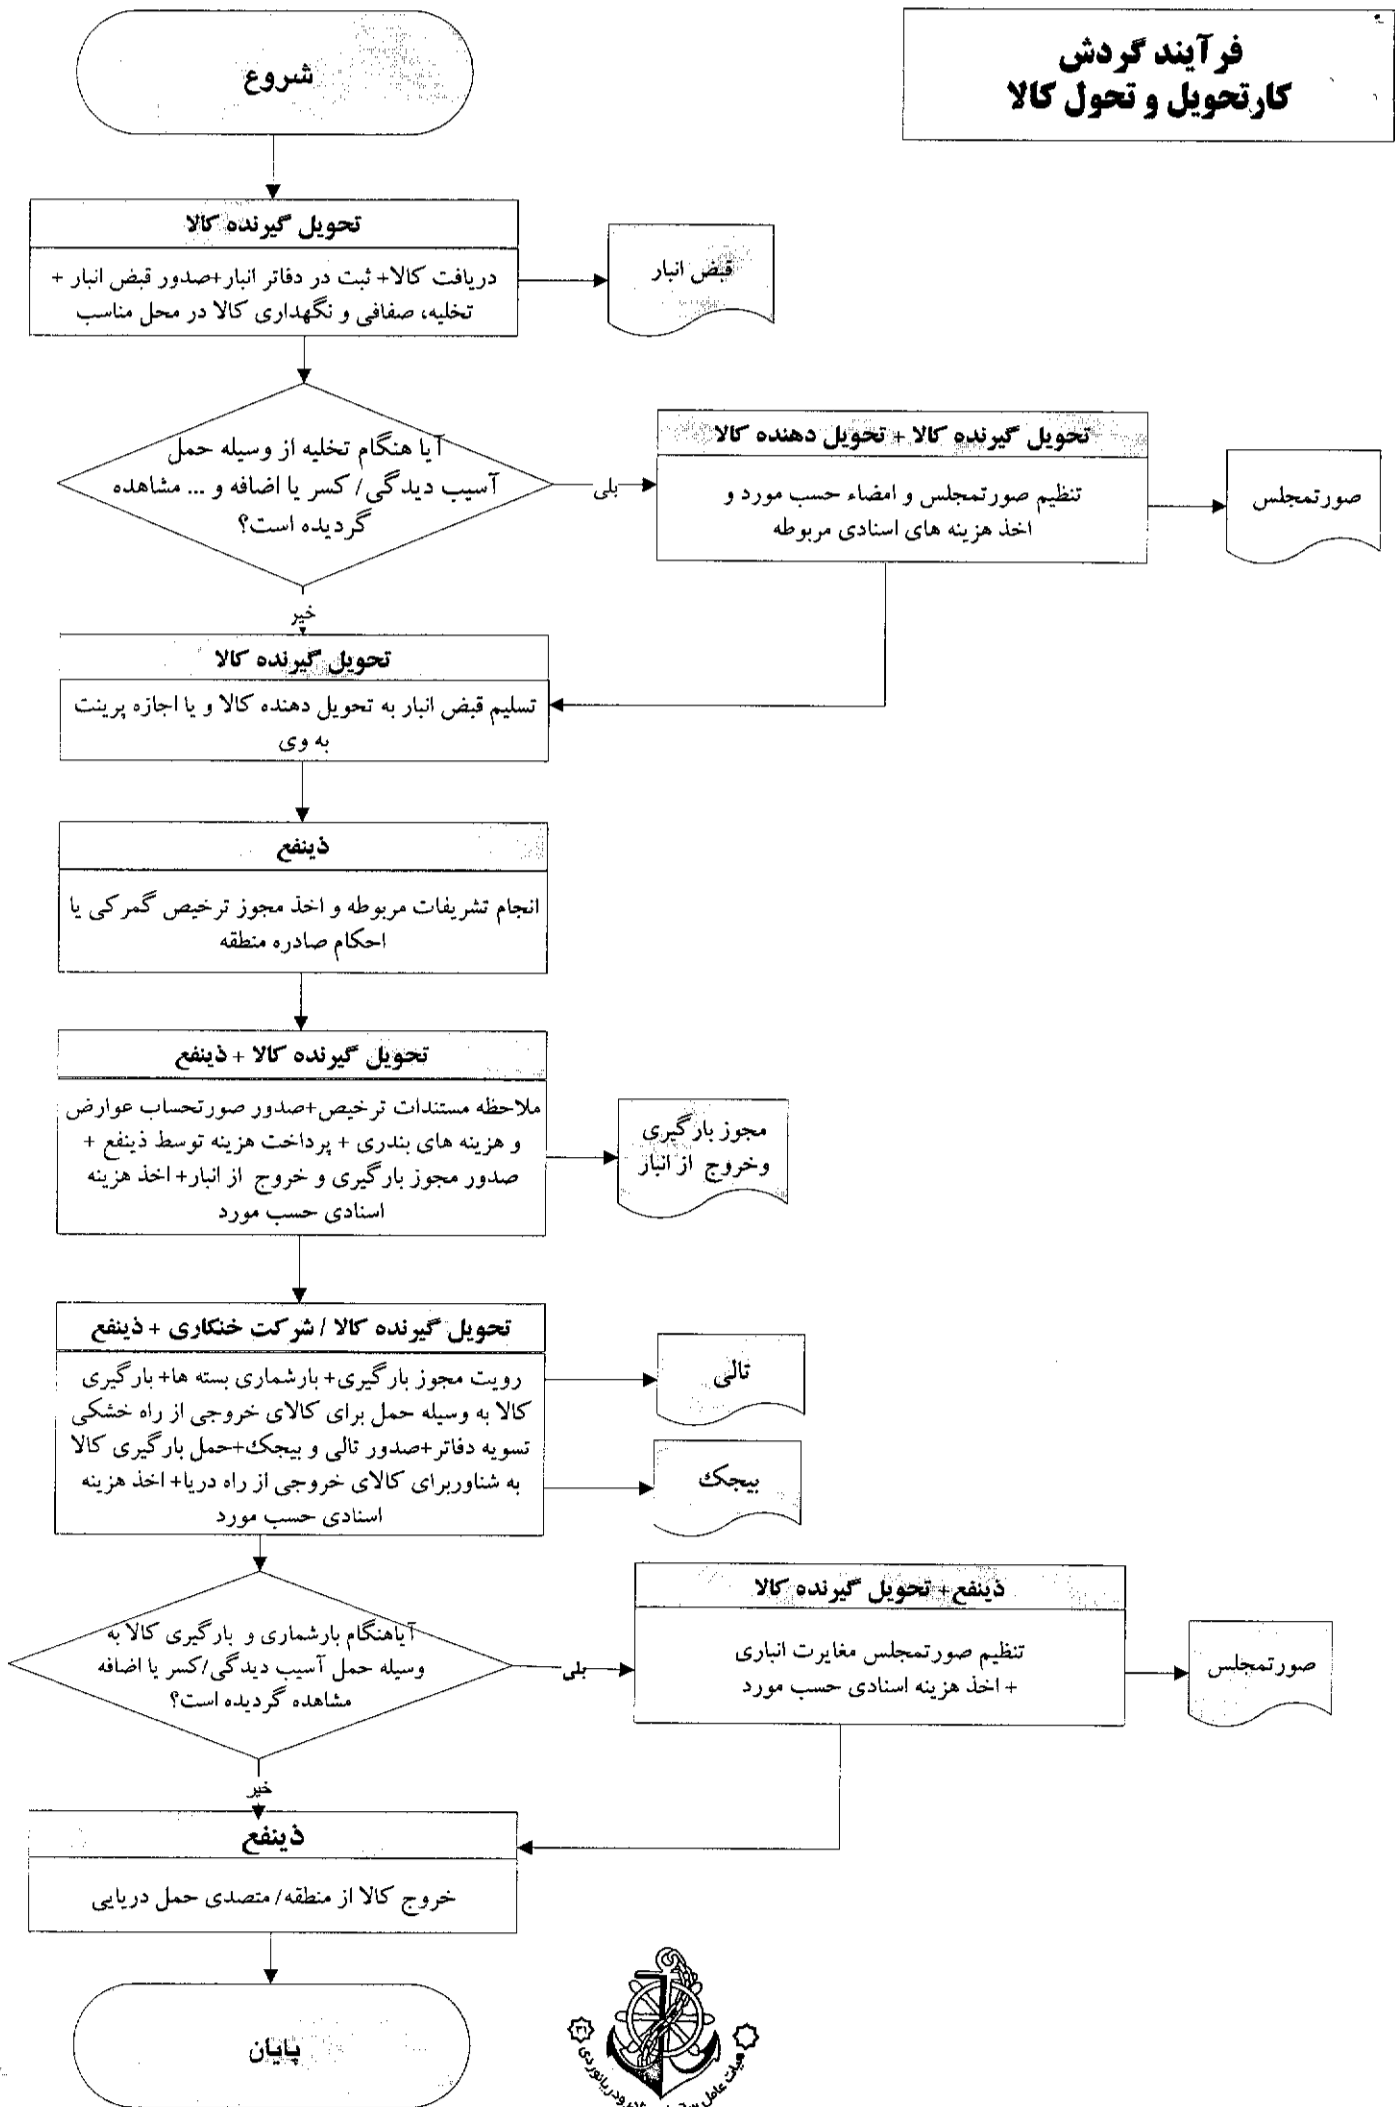 فرآیند گردش
کارتحویل و تحول کالا
شروع
تحویل گیرنده کالا
دریافت کالا+ ثبت در دفاتر انبار+صدور قبض انبار +
تخلیه، صفافی و نگهداری کالا در محل مناسب
قبض انبار
آیا هنگام تخلیه از وسیله حمل
آسیب دیدگی/ کسر یا اضافه و ... مشاهده
گردیده است؟
بلی
تحویل گیرنده کالا + تحویل دهنده کالا
تنظیم صورتمجلس و امضاء حسب مورد و
اخذ هزینه های اسنادی مربوطه
صورتمجلس
خیر
تحویل گیرنده کالا
تسلیم قبض انبار به تحویل دهنده کالا و یا اجازه پرینت
به وی
ذینفع
انجام تشریفات مربوطه و اخذ مجوز ترخیص گمرکی یا
احکام صادره منطقه
تحویل گیرنده کالا + ذینفع
ملاحظه مستندات ترخیص+صدور صورتحساب عوارض
و هزینه های بندری + پرداخت هزینه توسط ذینفع +
صدور مجوز بارگیری و خروج از انبار+ اخذ هزینه
اسنادی حسب مورد
مجوز بارگیری
وخروج از انبار
تحویل گیرنده کالا / شرکت خنکاری + ذینفع
رویت مجوز بارگیری+ بارشماری بسته ها+ بارگیری
کالا به وسیله حمل برای کالای خروجی از راه خشکی
تسویه دفاتر+صدور تالی و بیجک+حمل بارگیری کالا
به شناوربرای کالای خروجی از راه دریا+ اخذ هزینه
اسنادی حسب مورد
تالی
بیجک
آیاهنگام بارشماری و بارگیری کالا به
وسیله حمل آسیب دیدگی/کسر یا اضافه
مشاهده گردیده است؟
بلی
ذینفع+ تحویل گیرنده کالا
تنظیم صورتمجلس مغایرت انباری
+ اخذ هزینه اسنادی حسب مورد
صورتمجلس
خیر
ذینفع
خروج کالا از منطقه/ متصدی حمل دریایی
پایان
هیات عامل
ودریانوردی